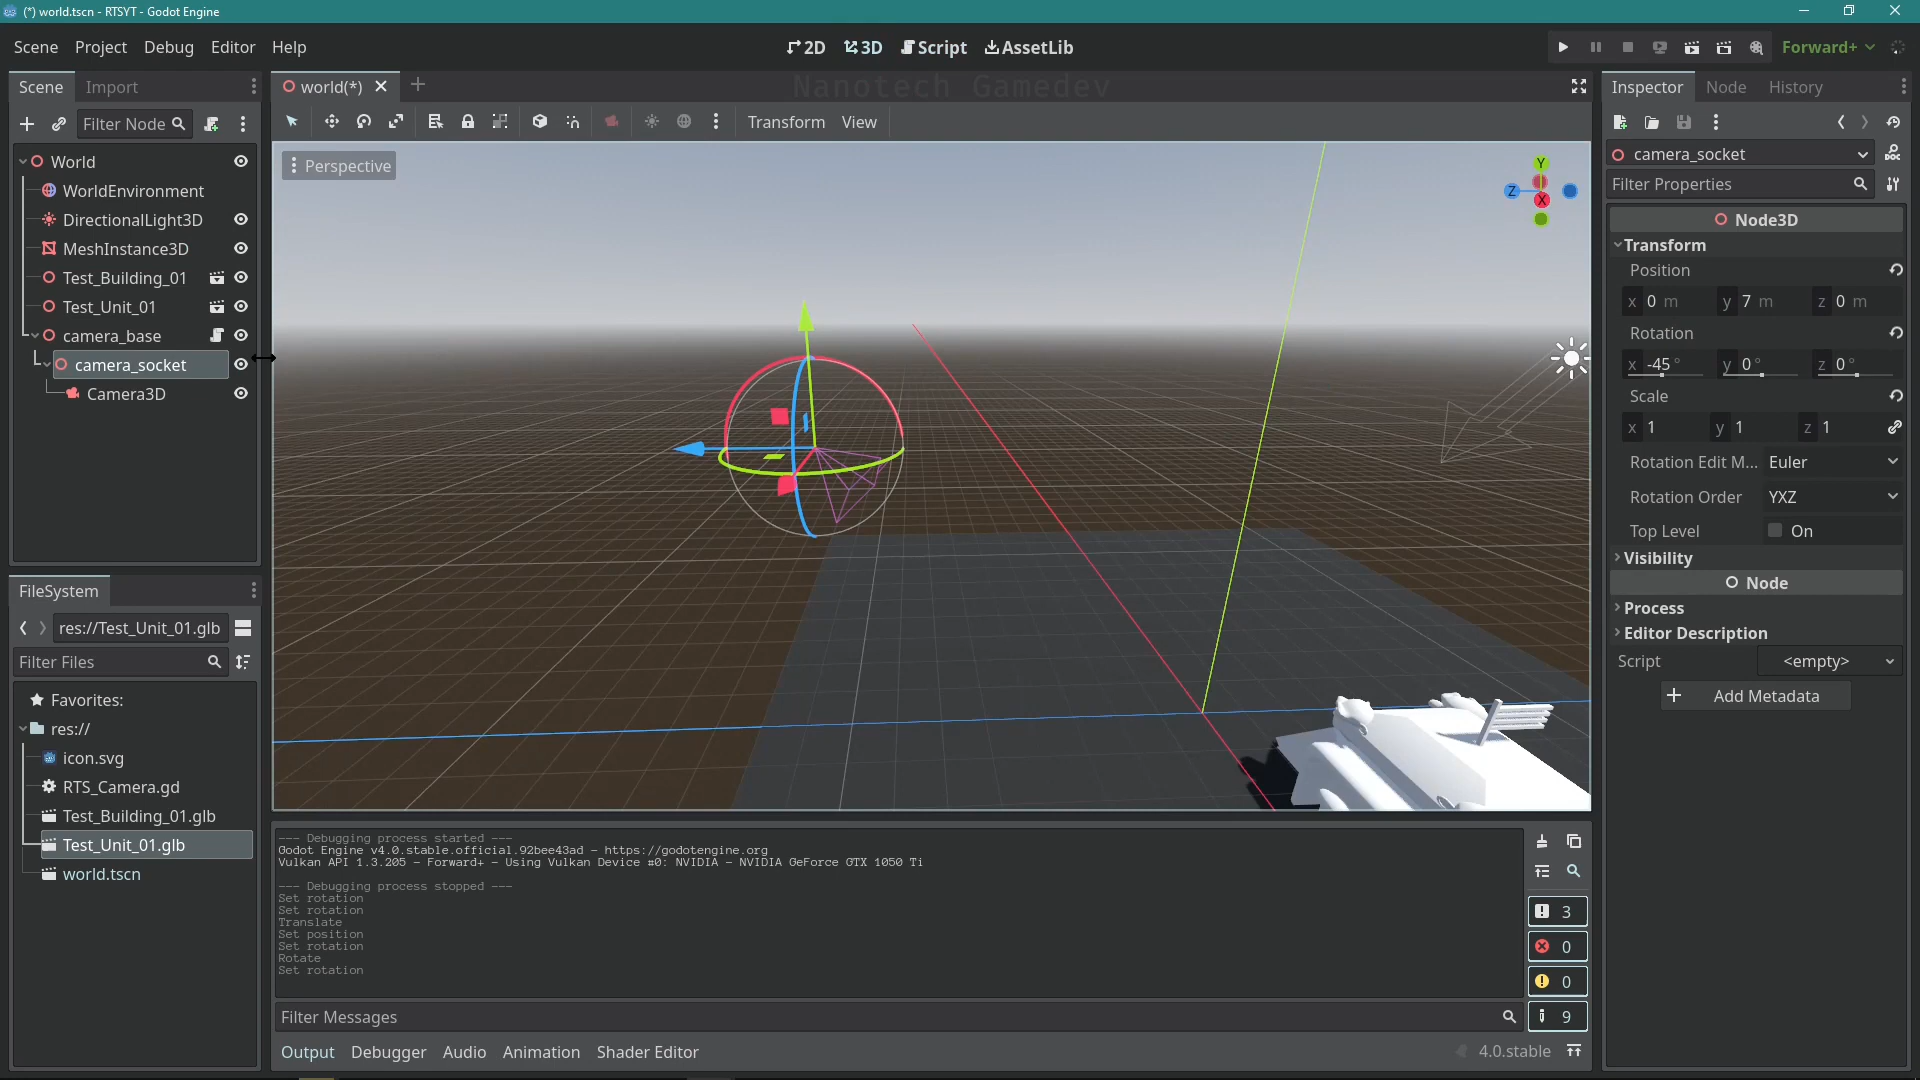 (*) world.tscn - RTSYT - Godot Engine
Scene Project Debug Editor Help
2D 3D Script AssetLib
Forward+
Scene Import
world(*)
Nanotech Gamedev
Inspector Node History
Filter Node
Transform View
World
WorldEnvironment
DirectionalLight3D
MeshInstance3D
Test_Building_01
Test_Unit_01
camera_base
camera_socket
Camera3D
Perspective
Y
Z
X
camera_socket
Filter Properties
Node3D
Transform
Position
x 0 m y 7 m z 0 m
Rotation
x -45° y 0° z 0°
Scale
x 1 y 1 z 1
Rotation Edit M... Euler
Rotation Order YXZ
Top Level On
Visibility
Node
Process
Editor Description
Script <empty>
Add Metadata
FileSystem
res://Test_Unit_01.glb
Filter Files
Favorites:
res://
icon.svg
RTS_Camera.gd
Test_Building_01.glb
Test_Unit_01.glb
world.tscn
--- Debugging process started ---
Godot Engine v4.0.stable.official.92bee43ad - https://godotengine.org
Vulkan API 1.3.205 - Forward+ - Using Vulkan Device #0: NVIDIA - NVIDIA GeForce GTX 1050 Ti
--- Debugging process stopped ---
Set rotation
Set rotation
Translate
Set position
Set rotation
Rotate
Set rotation
3
0
0
9
Filter Messages
Output Debugger Audio Animation Shader Editor
4.0.stable